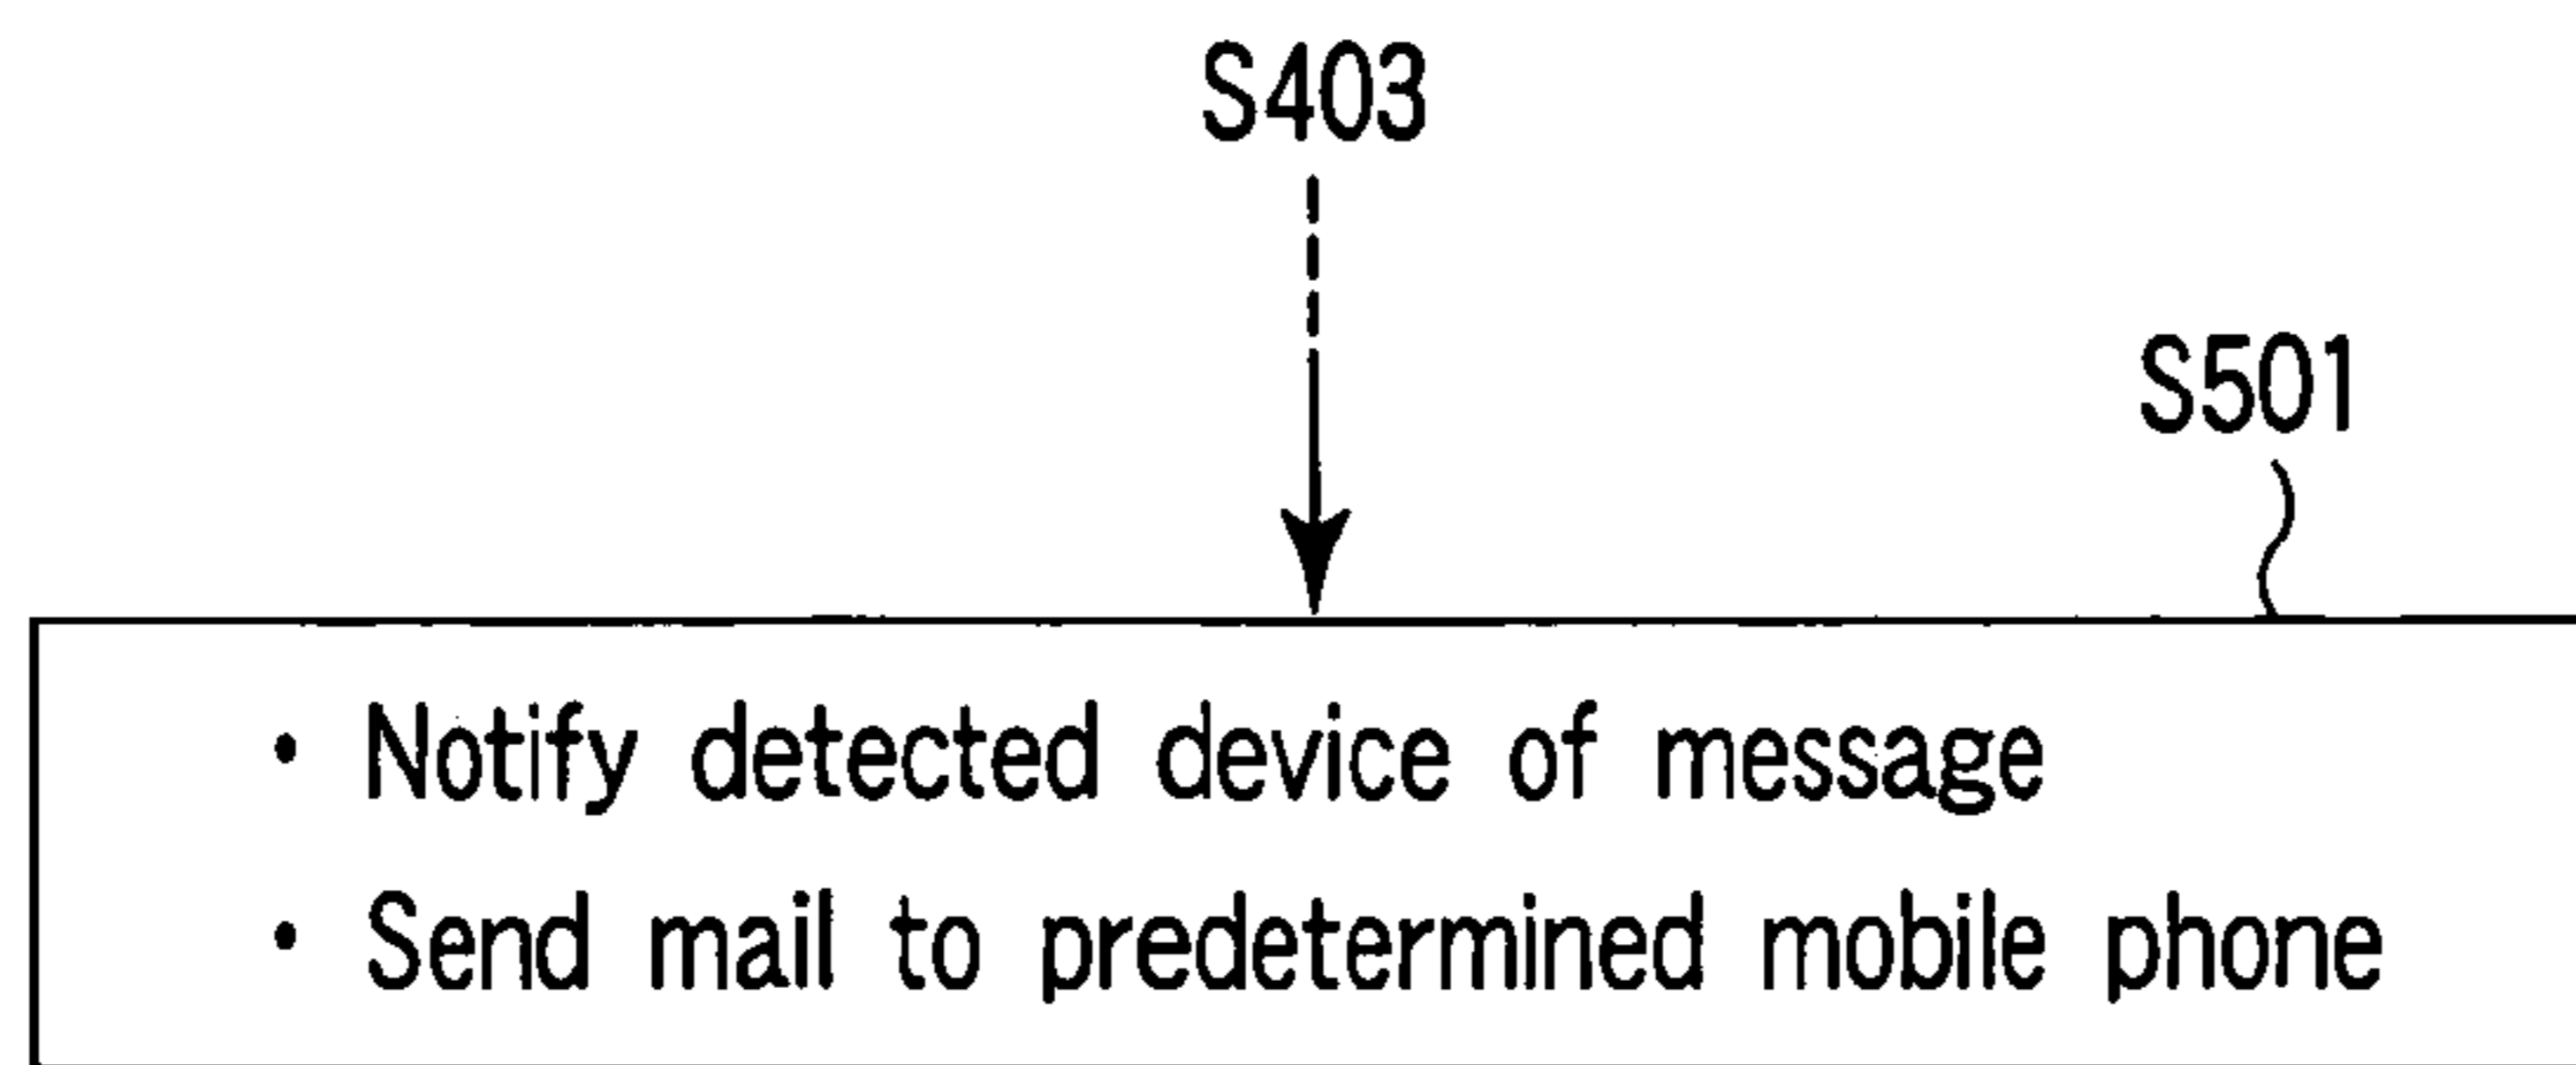 S403
S501
· Notify detected device of message
· Send mail to predetermined mobile phone